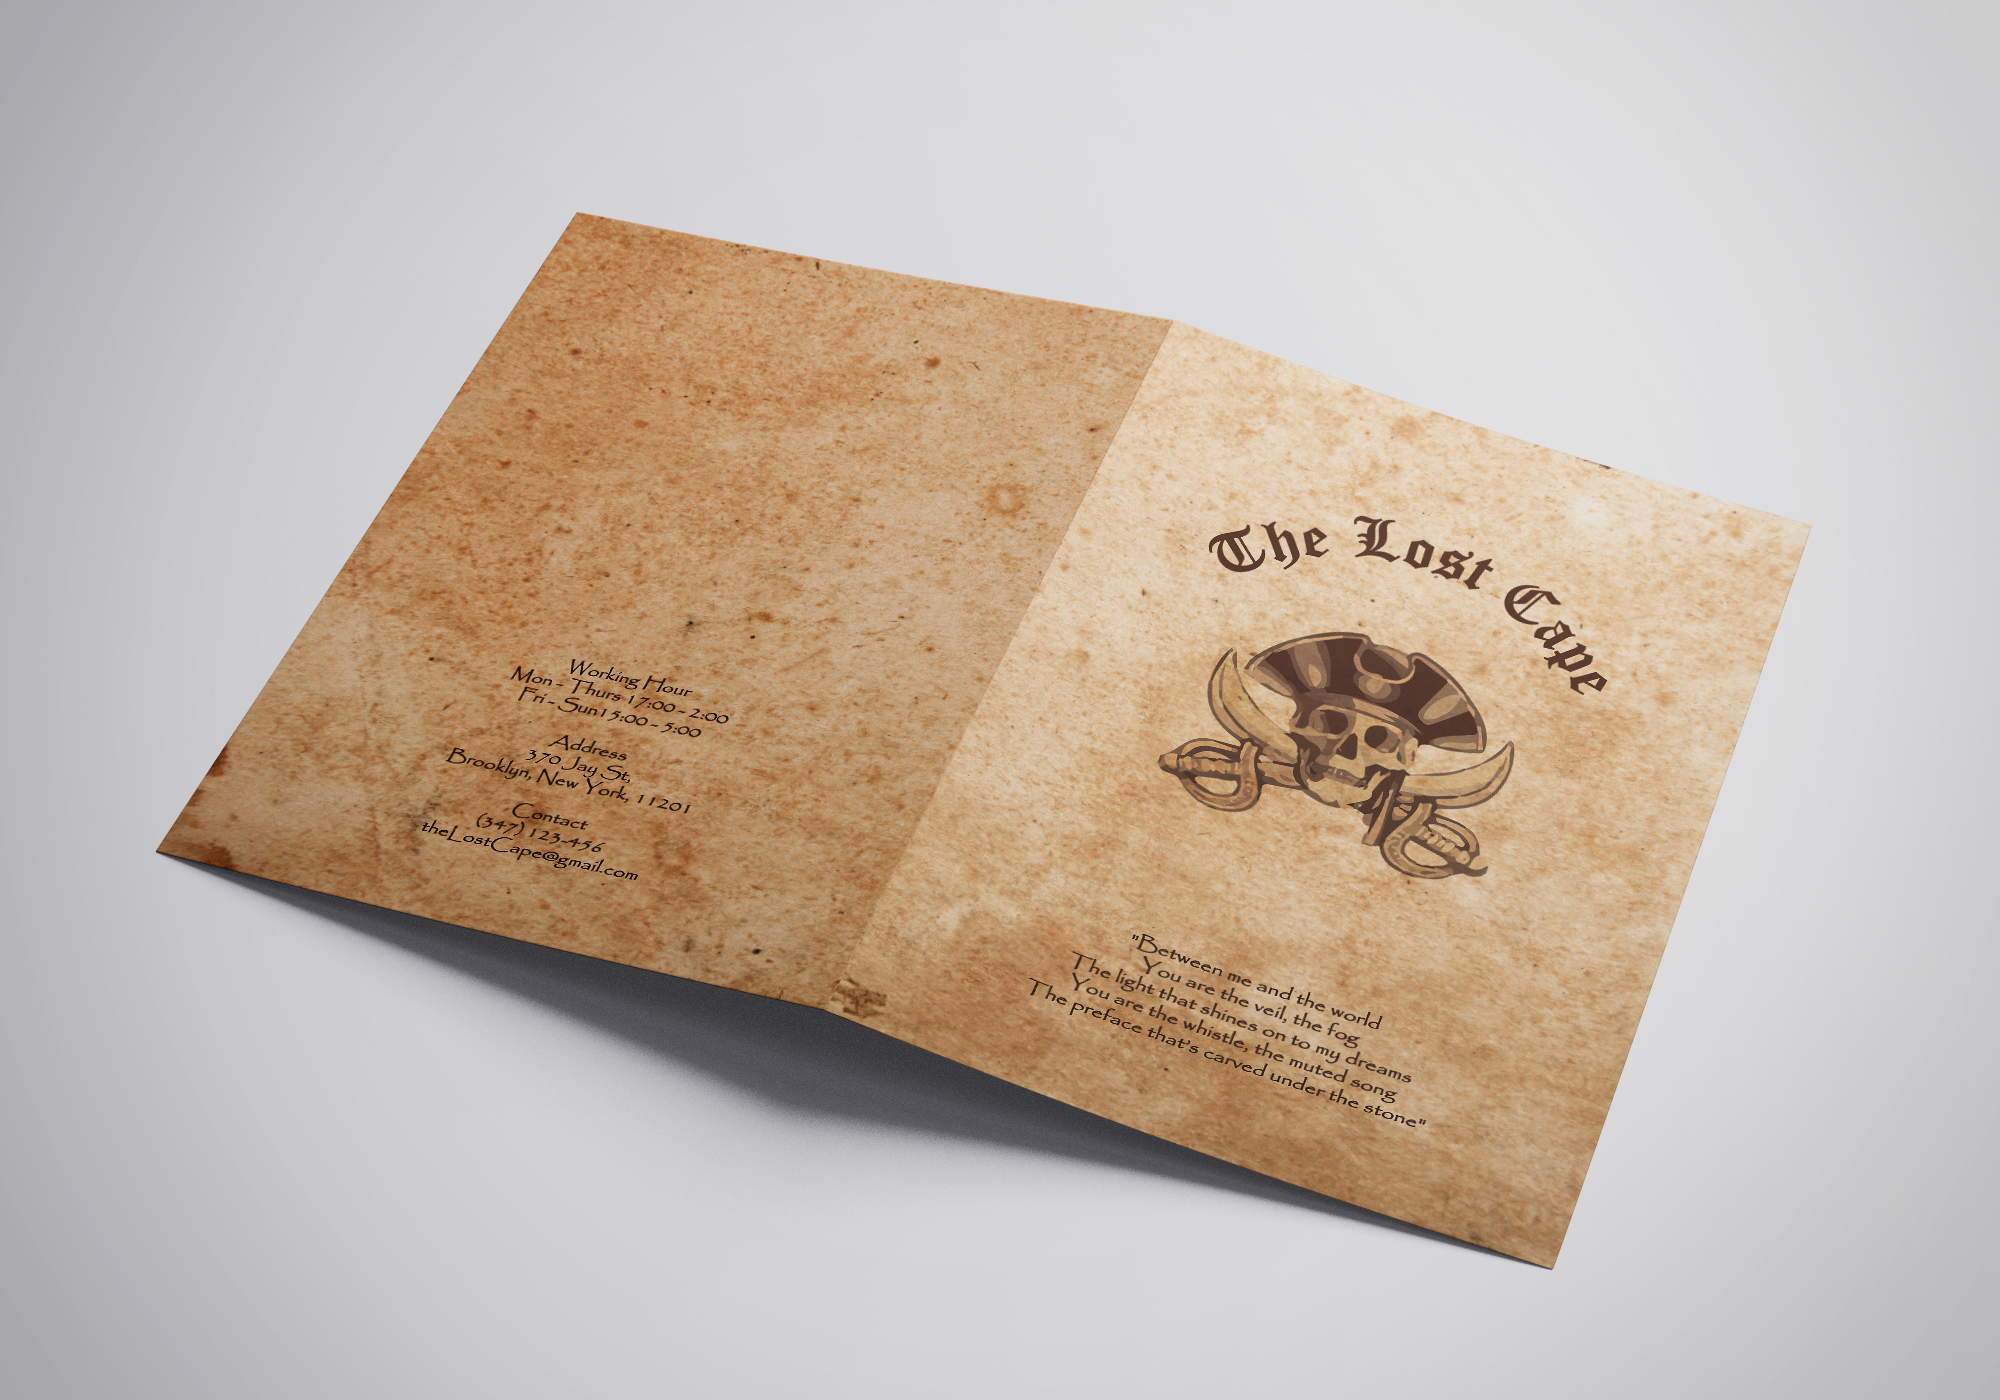 Working Hour
Mon - Thurs 17:00 - 2:00
Fri - Sun 15:00 - 5:00
Address
370 Jay St,
Brooklyn, New York, 11201
Contact
(347) 123-456
theLostCape@gmail.com
The Lost Cape
"Between me and the world
You are the veil, the fog
The light that shines on to my dreams
You are the whistle, the muted song
The preface that's carved under the stone"